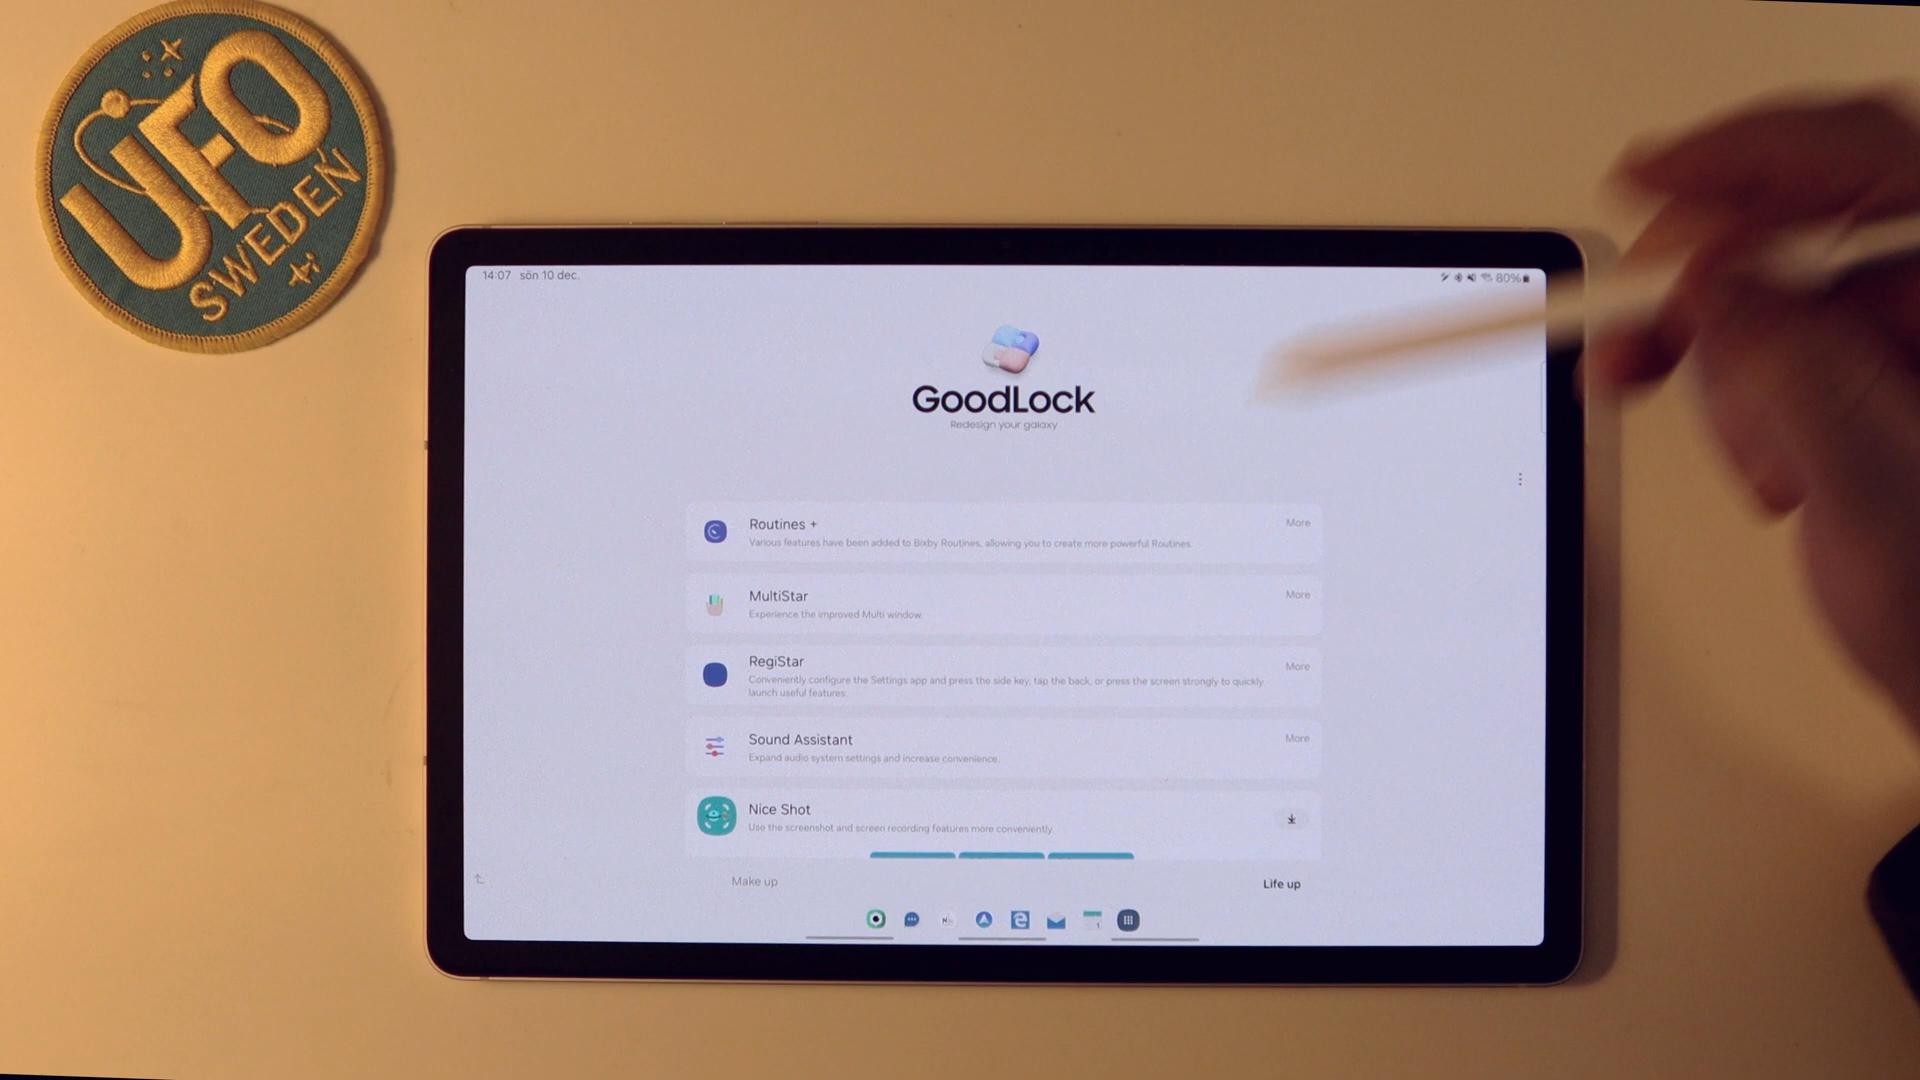 UFO
SWEDEN
14:07 sön 10 dec.
80%
GoodLock
Redesign your galaxy
Routines +
More
Various features have been added to Bixby Routines, allowing you to create more powerful Routines.
MultiStar
More
Experience the improved Multi window.
RegiStar
More
Conveniently configure the Settings app and press the side key, tap the back, or press the screen strongly to quickly
launch useful features.
Sound Assistant
More
Expand audio system settings and increase convenience.
Nice Shot
Use the screenshot and screen recording features more conveniently.
Make up
Life up